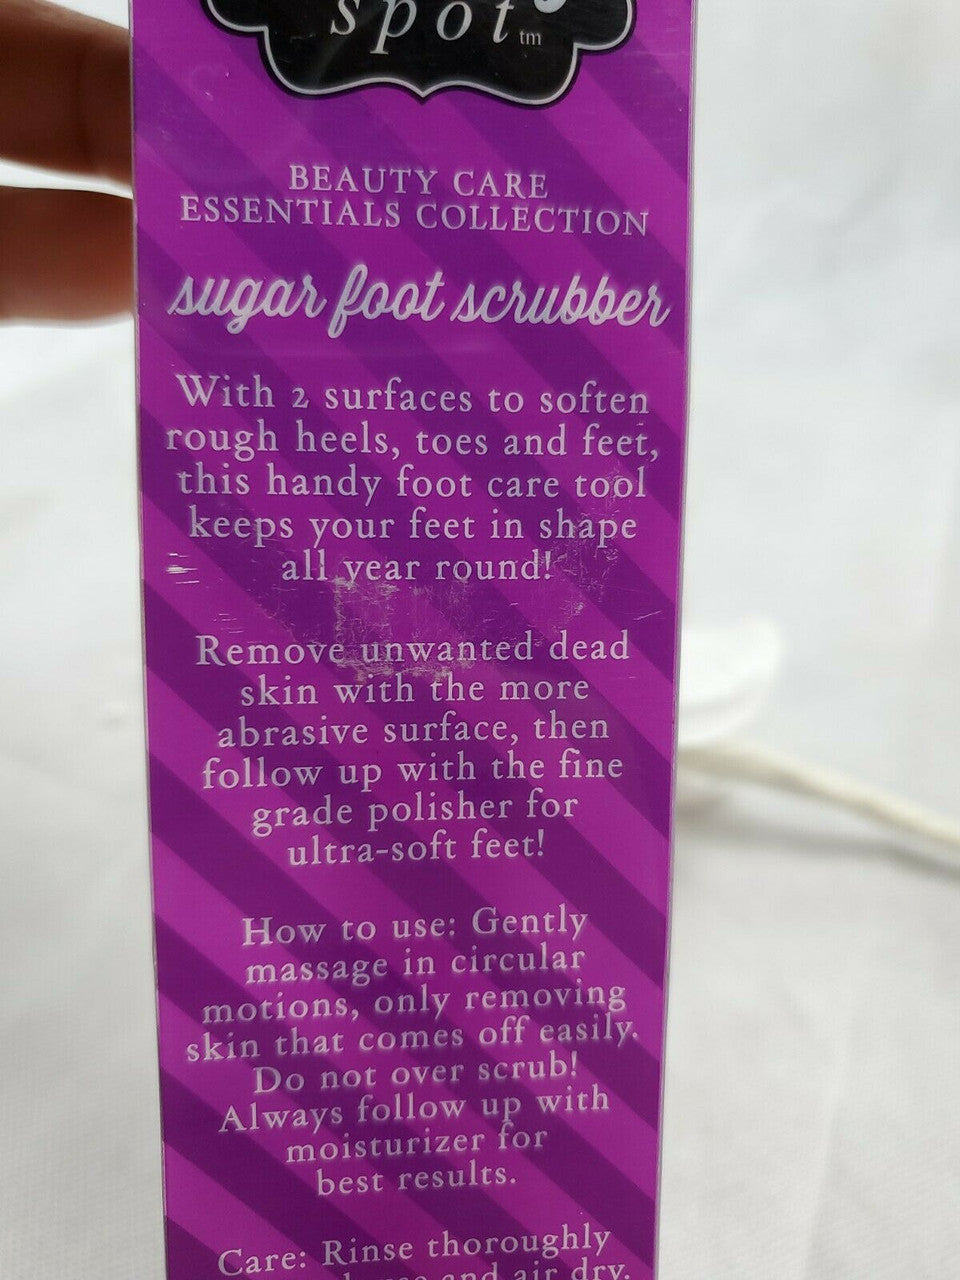 spot tm
BEAUTY CARE
ESSENTIALS COLLECTION
sugar foot scrubber
With 2 surfaces to soften
rough heels, toes and feet,
this handy foot care tool
keeps your feet in shape
all year round!
Remove unwanted dead
skin with the more
abrasive surface, then
follow up with the fine
grade polisher for
ultra-soft feet!
How to use: Gently
massage in circular
motions, only removing
skin that comes off easily.
Do not over scrub!
Always follow up with
moisturizer for
best results.
Care: Rinse thoroughly
and air dry.